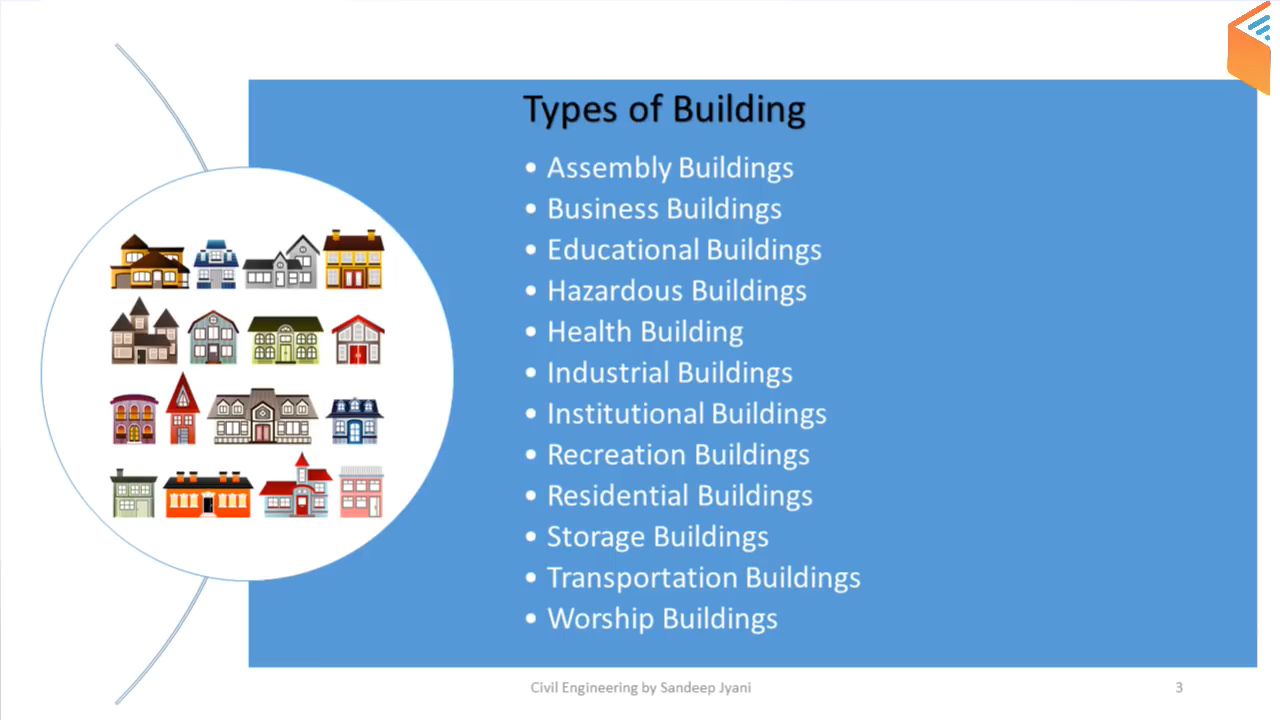 Types of Building
• Assembly Buildings
• Business Buildings
• Educational Buildings
• Hazardous Buildings
• Health Building
• Industrial Buildings
• Institutional Buildings
• Recreation Buildings
• Residential Buildings
• Storage Buildings
• Transportation Buildings
• Worship Buildings
Civil Engineering by Sandeep Jyani
3